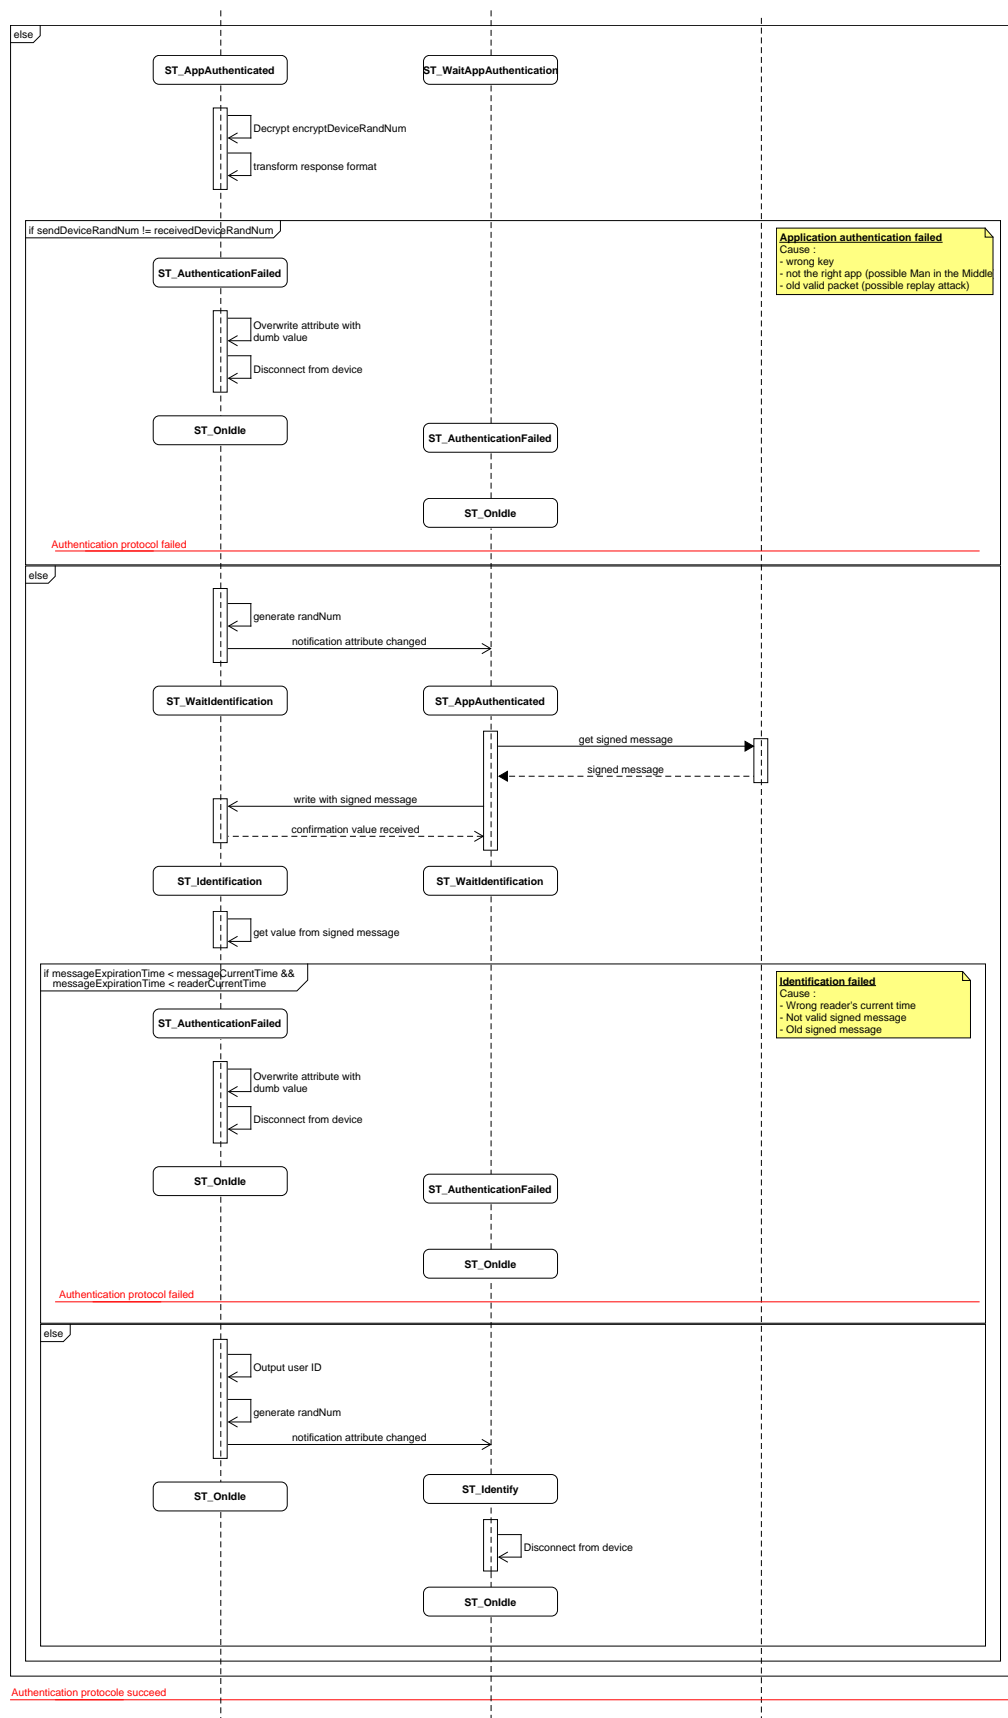 else
ST_AppAuthenticated
ST_WaitAppAuthentication
Decrypt encryptDeviceRandNum
transform response format
if sendDeviceRandNum != receivedDeviceRandNum
Application authentication failed
Cause :
- wrong key
- not the right app (possible Man in the Middle
- old valid packet (possible replay attack)
ST_AuthenticationFailed
Overwrite attribute with
dumb value
Disconnect from device
ST_OnIdle
ST_AuthenticationFailed
ST_OnIdle
Authentication protocol failed
else
generate randNum
notification attribute changed
ST_WaitIdentification
ST_AppAuthenticated
get signed message
signed message
write with signed message
confirmation value received
ST_Identification
ST_WaitIdentification
get value from signed message
if messageExpirationTime < messageCurrentTime &&
messageExpirationTime < readerCurrentTime
Identification failed
Cause :
- Wrong reader's current time
- Not valid signed message
- Old signed message
ST_AuthenticationFailed
Overwrite attribute with
dumb value
Disconnect from device
ST_OnIdle
ST_AuthenticationFailed
ST_OnIdle
Authentication protocol failed
else
Output user ID
generate randNum
notification attribute changed
ST_OnIdle
ST_Identify
Disconnect from device
ST_OnIdle
Authentication protocole succeed